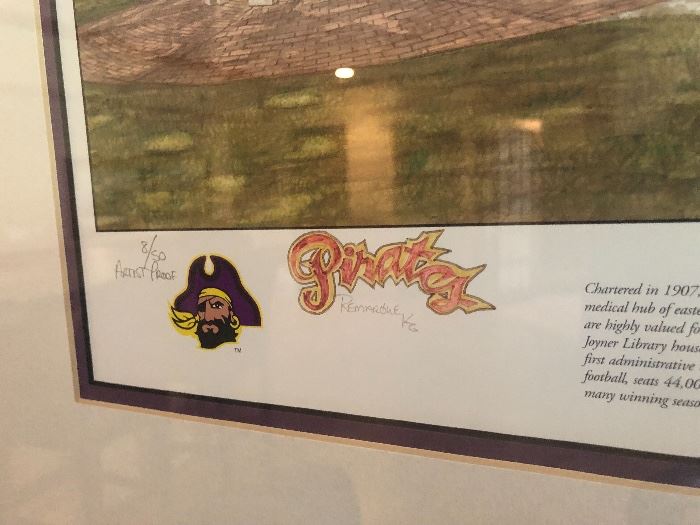 8/50
Artist Proof
TM
Pirates
Remarque
Chartered in 1907,
medical hub of easte
are highly valued fo
Joyner Library hous
first administrative
football, seats 44,00
many winning seaso